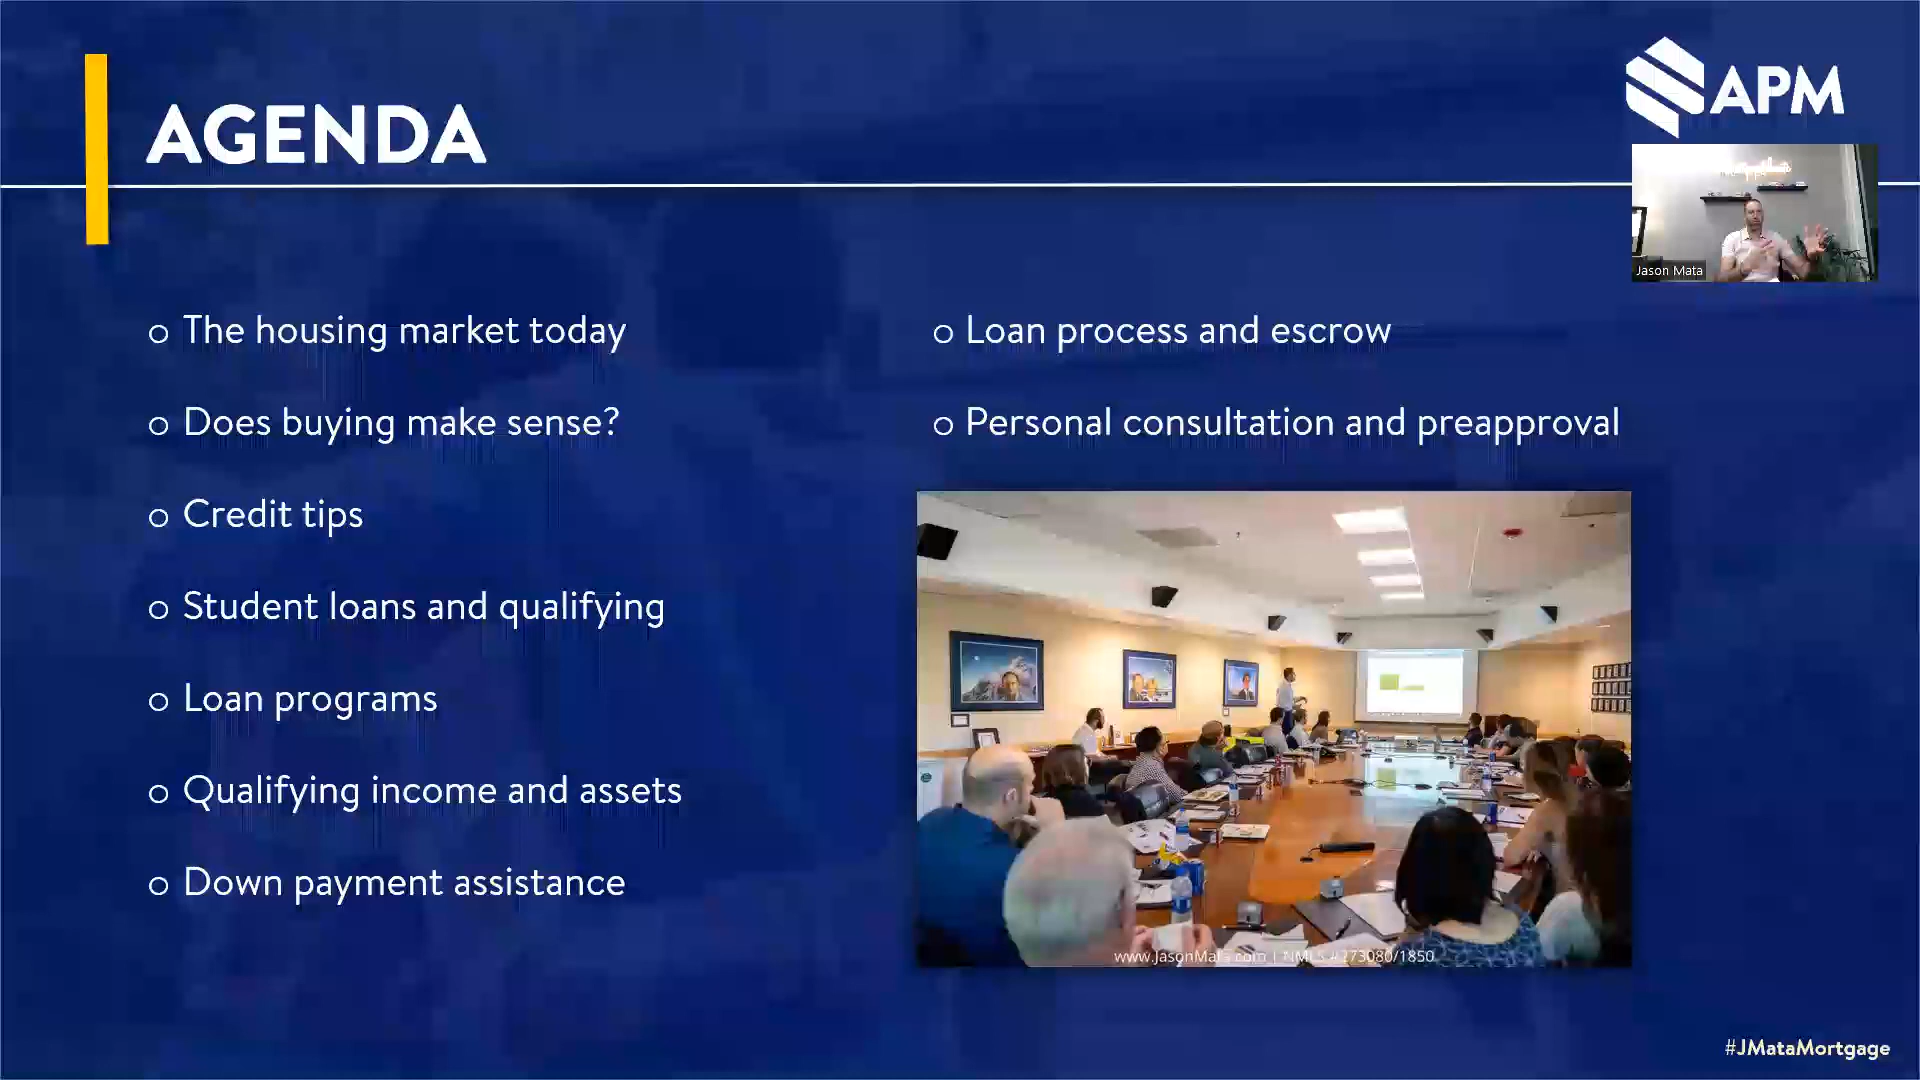 AGENDA
APM
Jason Mata
o The housing market today
o Does buying make sense?
o Credit tips
o Student loans and qualifying
o Loan programs
o Qualifying income and assets
o Down payment assistance
o Loan process and escrow
o Personal consultation and preapproval
www.JasonMata.com | NMLS #273080/1850
#JMataMortgage